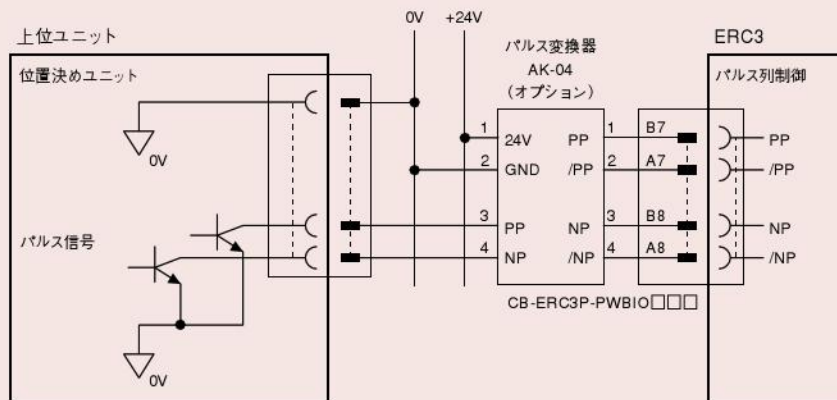 0V +24V
上位ユニット
ERC3
位置決めユニット
パルス変換器
AK-04
(オプション)
パルス列制御
0V
1 24V PP 1 B7 PP
2 GND /PP 2 A7 /PP
3 PP NP 3 B8 NP
4 NP /NP 4 A8 /NP
パルス信号
CB-ERC3P-PWBIO□□□
0V